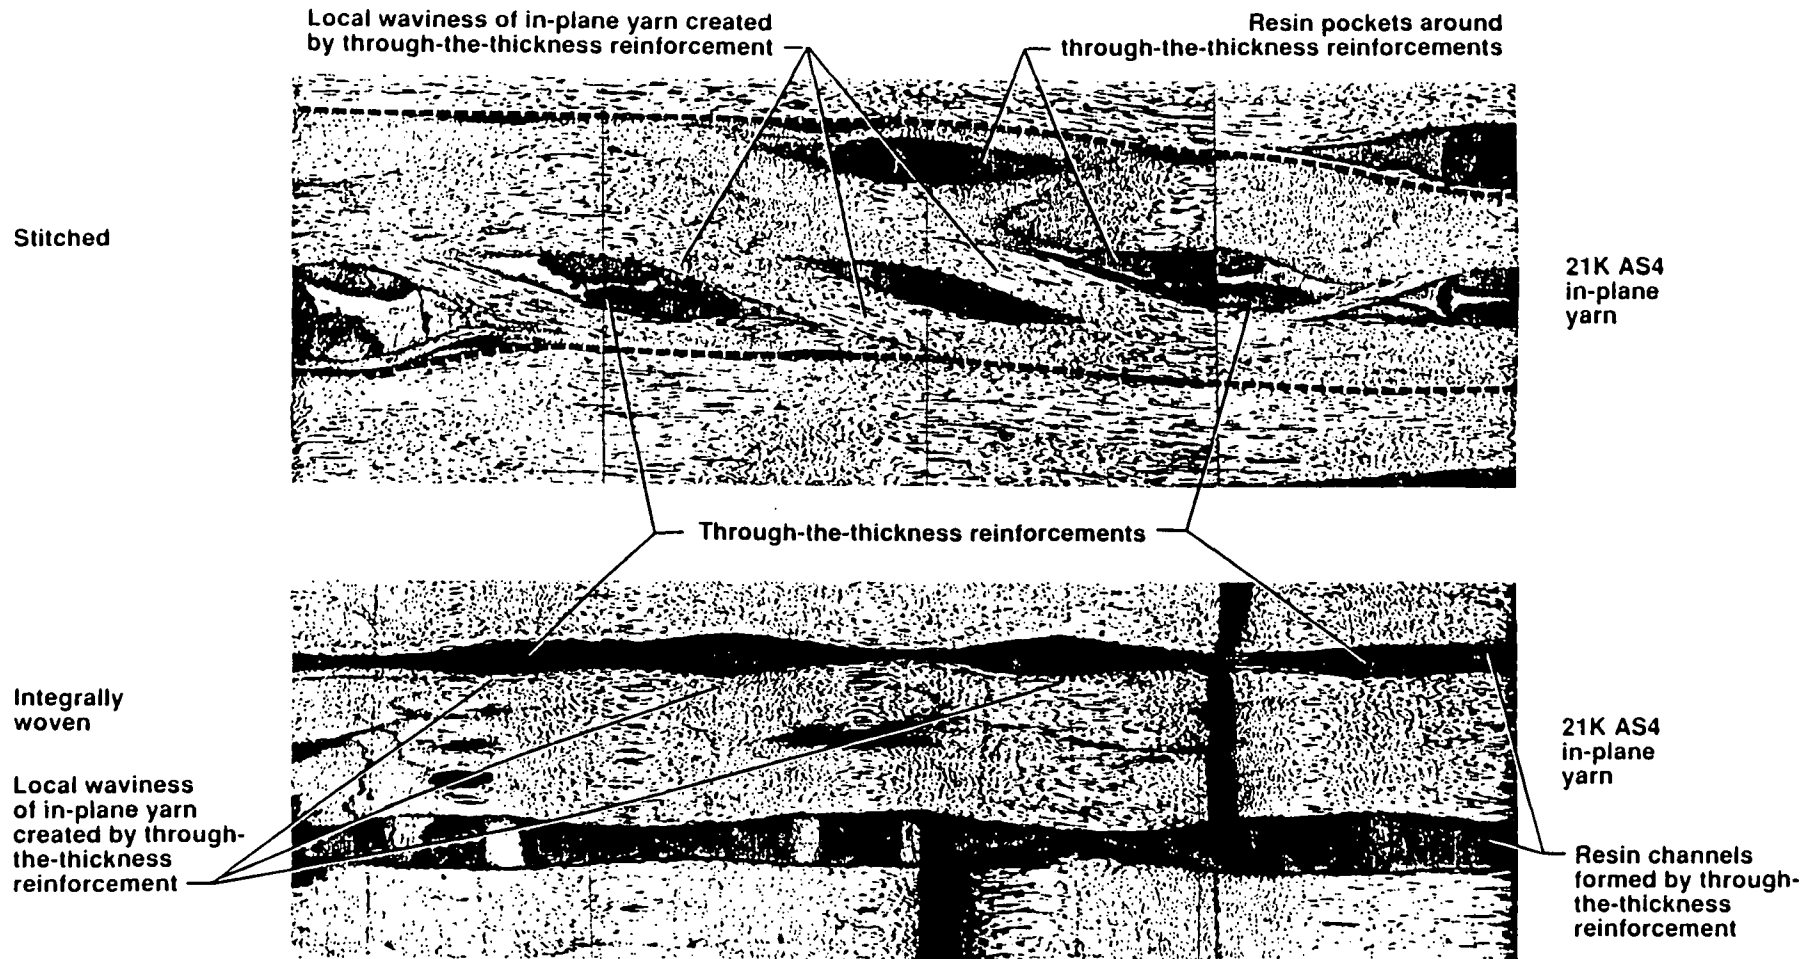 Local waviness of in-plane yarn created
by through-the-thickness reinforcement
Resin pockets around
through-the-thickness reinforcements
Stitched
21K AS4
in-plane
yarn
Through-the-thickness reinforcements
Integrally
woven
21K AS4
in-plane
yarn
Local waviness
of in-plane yarn
created by through-
the-thickness
reinforcement
Resin channels
formed by through-
the-thickness
reinforcement